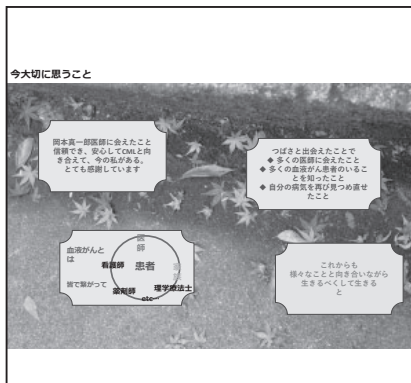 今大切に思うこと
岡本真一郎医師に会えたこと
信頼でき、安心してCMLと向
き合えて、今の私がある。
とても感謝しています
つばさと出会えたことで
◆ 多くの医師に会えたこと
◆ 多くの血液がん患者のいるこ
とを知ったこと
◆ 自分の病気を再び見つめ直せ
たこと
血液がんと
は
皆で繋がって
医師
看護師
患者
薬剤師
理学療法士
etc…
これからも
様々なことと向き合いながら
生きるべくして生きる
と